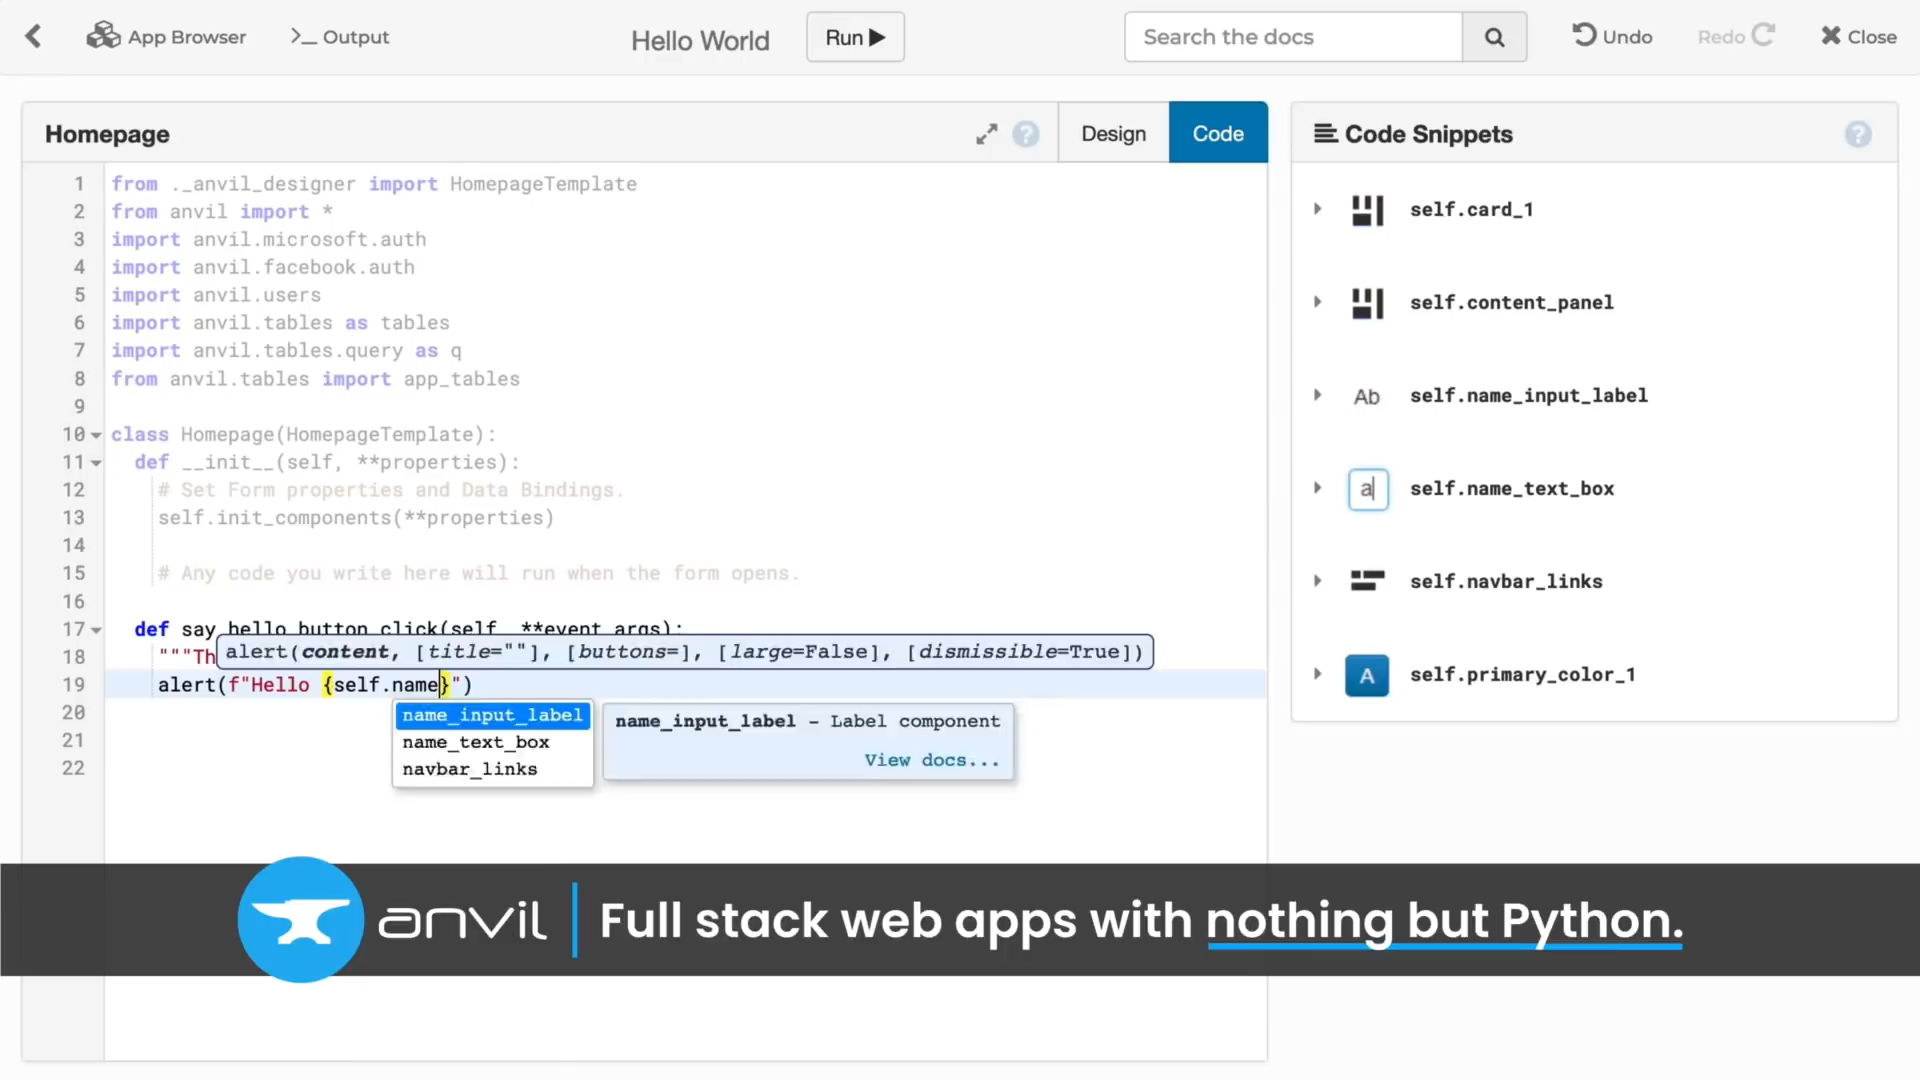 App Browser
>_ Output
Hello World
Run
Search the docs
Undo
Redo
Close
Homepage
?
Design
Code
1 from ._anvil_designer import HomepageTemplate
2 from anvil import *
3 import anvil.microsoft.auth
4 import anvil.facebook.auth
5 import anvil.users
6 import anvil.tables as tables
7 import anvil.tables.query as q
8 from anvil.tables import app_tables
9
10 class Homepage(HomepageTemplate):
11 def __init__(self, **properties):
12 # Set Form properties and Data Bindings.
13 self.init_components(**properties)
14
15 # Any code you write here will run when the form opens.
16
17 def say_hello_button_click(self, **event_args):
18 """Th
alert(content, [title=""], [buttons=], [large=False], [dismissible=True])
19 alert(f"Hello {self.name}")
20
21
22
name_input_label
name_text_box
navbar_links
name_input_label - Label component
View docs...
Code Snippets
?
self.card_1
self.content_panel
Ab self.name_input_label
a self.name_text_box
self.navbar_links
A self.primary_color_1
anvil
Full stack web apps with nothing but Python.